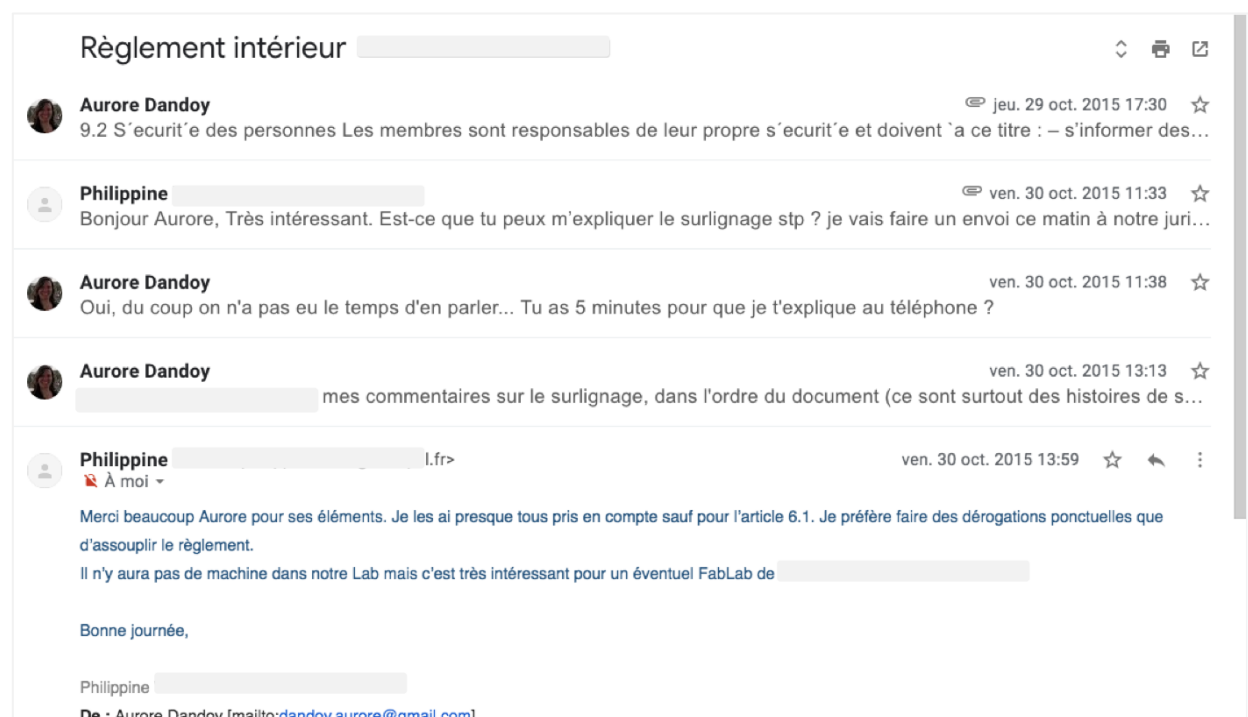 Règlement intérieur
Aurore Dandoy jeu. 29 oct. 2015 17:30
9.2 S´ecurit´e des personnes Les membres sont responsables de leur propre s´ecurit´e et doivent `a ce titre : – s'informer des…
Philippine ven. 30 oct. 2015 11:33
Bonjour Aurore, Très intéressant. Est-ce que tu peux m'expliquer le surlignage stp ? je vais faire un envoi ce matin à notre juri…
Aurore Dandoy ven. 30 oct. 2015 11:38
Oui, du coup on n'a pas eu le temps d'en parler... Tu as 5 minutes pour que je t'explique au téléphone ?
Aurore Dandoy ven. 30 oct. 2015 13:13
mes commentaires sur le surlignage, dans l'ordre du document (ce sont surtout des histoires de s…
Philippine l.fr> ven. 30 oct. 2015 13:59
À moi
Merci beaucoup Aurore pour ses éléments. Je les ai presque tous pris en compte sauf pour l'article 6.1. Je préfère faire des dérogations ponctuelles que
d'assouplir le règlement.
Il n'y aura pas de machine dans notre Lab mais c'est très intéressant pour un éventuel FabLab de
Bonne journée,
Philippine
De : Aurore Dandoy [mailto:dandoy.aurore@gmail.com]